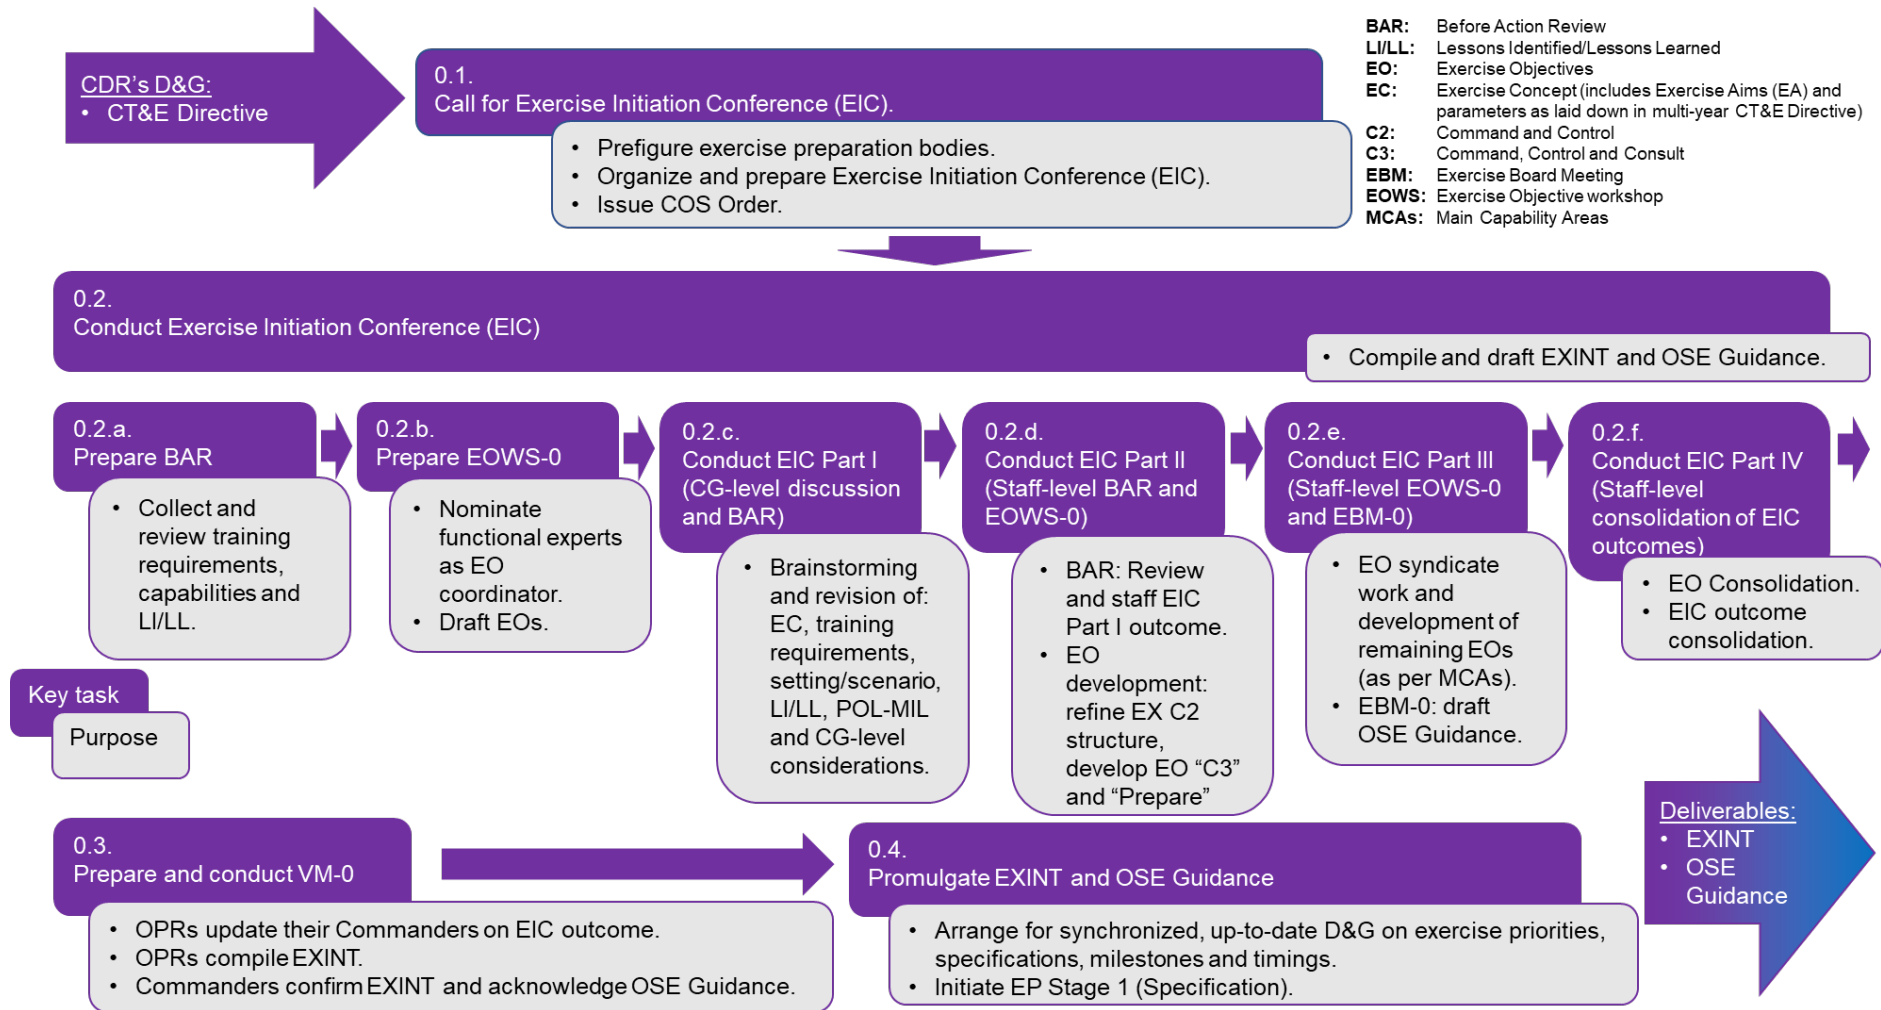 CDR's D&G:
• CT&E Directive
0.1.
Call for Exercise Initiation Conference (EIC).
• Prefigure exercise preparation bodies.
• Organize and prepare Exercise Initiation Conference (EIC).
• Issue COS Order.
BAR: Before Action Review
LI/LL: Lessons Identified/Lessons Learned
EO: Exercise Objectives
EC: Exercise Concept (includes Exercise Aims (EA) and
parameters as laid down in multi-year CT&E Directive)
C2: Command and Control
C3: Command, Control and Consult
EBM: Exercise Board Meeting
EOWS: Exercise Objective workshop
MCAs: Main Capability Areas
0.2.
Conduct Exercise Initiation Conference (EIC)
• Compile and draft EXINT and OSE Guidance.
0.2.a.
Prepare BAR
• Collect and
review training
requirements,
capabilities and
LI/LL.
0.2.b.
Prepare EOWS-0
• Nominate
functional experts
as EO
coordinator.
• Draft EOs.
0.2.c.
Conduct EIC Part I
(CG-level discussion
and BAR)
• Brainstorming
and revision of:
EC, training
requirements,
setting/scenario,
LI/LL, POL-MIL
and CG-level
considerations.
0.2.d.
Conduct EIC Part II
(Staff-level BAR and
EOWS-0)
• BAR: Review
and staff EIC
Part I outcome.
• EO
development:
refine EX C2
structure,
develop EO “C3”
and “Prepare”
0.2.e.
Conduct EIC Part III
(Staff-level EOWS-0
and EBM-0)
• EO syndicate
work and
development of
remaining EOs
(as per MCAs).
• EBM-0: draft
OSE Guidance.
0.2.f.
Conduct EIC Part IV
(Staff-level
consolidation of EIC
outcomes)
• EO Consolidation.
• EIC outcome
consolidation.
Key task
Purpose
0.3.
Prepare and conduct VM-0
• OPRs update their Commanders on EIC outcome.
• OPRs compile EXINT.
• Commanders confirm EXINT and acknowledge OSE Guidance.
0.4.
Promulgate EXINT and OSE Guidance
• Arrange for synchronized, up-to-date D&G on exercise priorities,
specifications, milestones and timings.
• Initiate EP Stage 1 (Specification).
Deliverables:
• EXINT
• OSE
Guidance